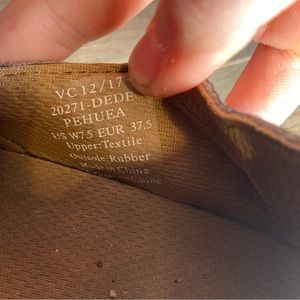 VC 12/17
20271-DEDE
PEHUEA
US W7.5 EUR 37.5
Upper:Textile
Outsole:Rubber
Made in China